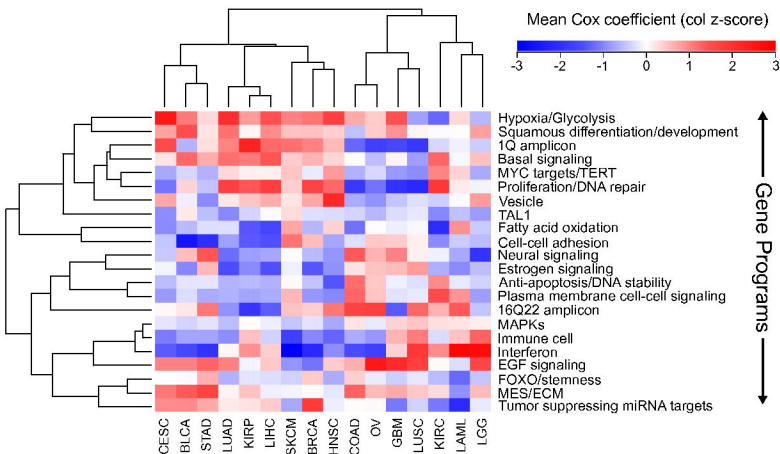 Mean Cox coefficient (col z-score)
-3 -2 -1 0 1 2 3
Hypoxia/Glycolysis
Squamous differentiation/development
1Q amplicon
Basal signaling
MYC targets/TERT
Proliferation/DNA repair
Vesicle
TAL1
Fatty acid oxidation
Cell-cell adhesion
Neural signaling
Estrogen signaling
Anti-apoptosis/DNA stability
Plasma membrane cell-cell signaling
16Q22 amplicon
MAPKs
Immune cell
Interferon
EGF signaling
FOXO/stemness
MES/ECM
Tumor suppressing miRNA targets
Gene Programs
CESC BLCA STAD LUAD KIRP LIHC SKCM BRCA HNSC COAD OV GBM LUSC KIRC LAML LGG